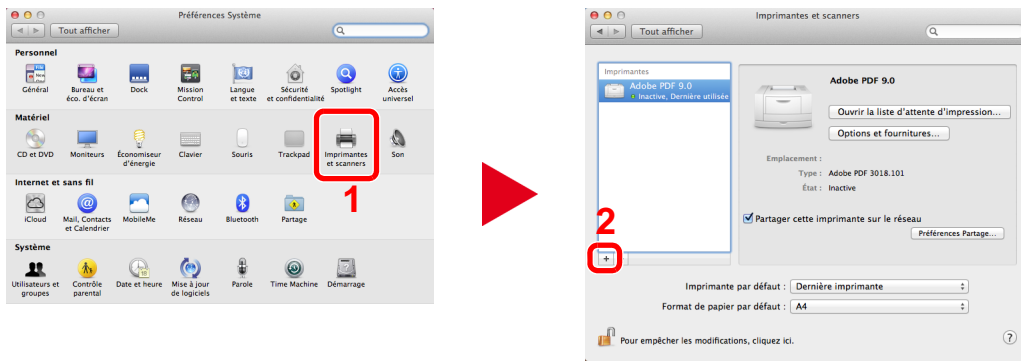 Préférences Système
Tout afficher
Personnel
Général
Bureau et
éco. d'écran
Dock
Mission
Control
Langue
et texte
Sécurité
et confidentialité
Spotlight
Accès
universel
Matériel
CD et DVD
Moniteurs
Économiseur
d'énergie
Clavier
Souris
Trackpad
Imprimantes
et scanners
Son
1
Internet et sans fil
iCloud
Mail, Contacts
et Calendrier
MobileMe
Réseau
Bluetooth
Partage
Système
Utilisateurs et
groupes
Contrôle
parental
Date et heure
Mise à jour
de logiciels
Parole
Time Machine
Démarrage
Imprimantes et scanners
Tout afficher
Imprimantes
Adobe PDF 9.0
Inactive, Dernière utilisée
2
+
Adobe PDF 9.0
Ouvrir la liste d'attente d'impression...
Options et fournitures...
Emplacement :
Type : Adobe PDF 3018.101
État : Inactive
Partager cette imprimante sur le réseau
Préférences Partage...
Imprimante par défaut : Dernière imprimante
Format de papier par défaut : A4
Pour empêcher les modifications, cliquez ici.
?